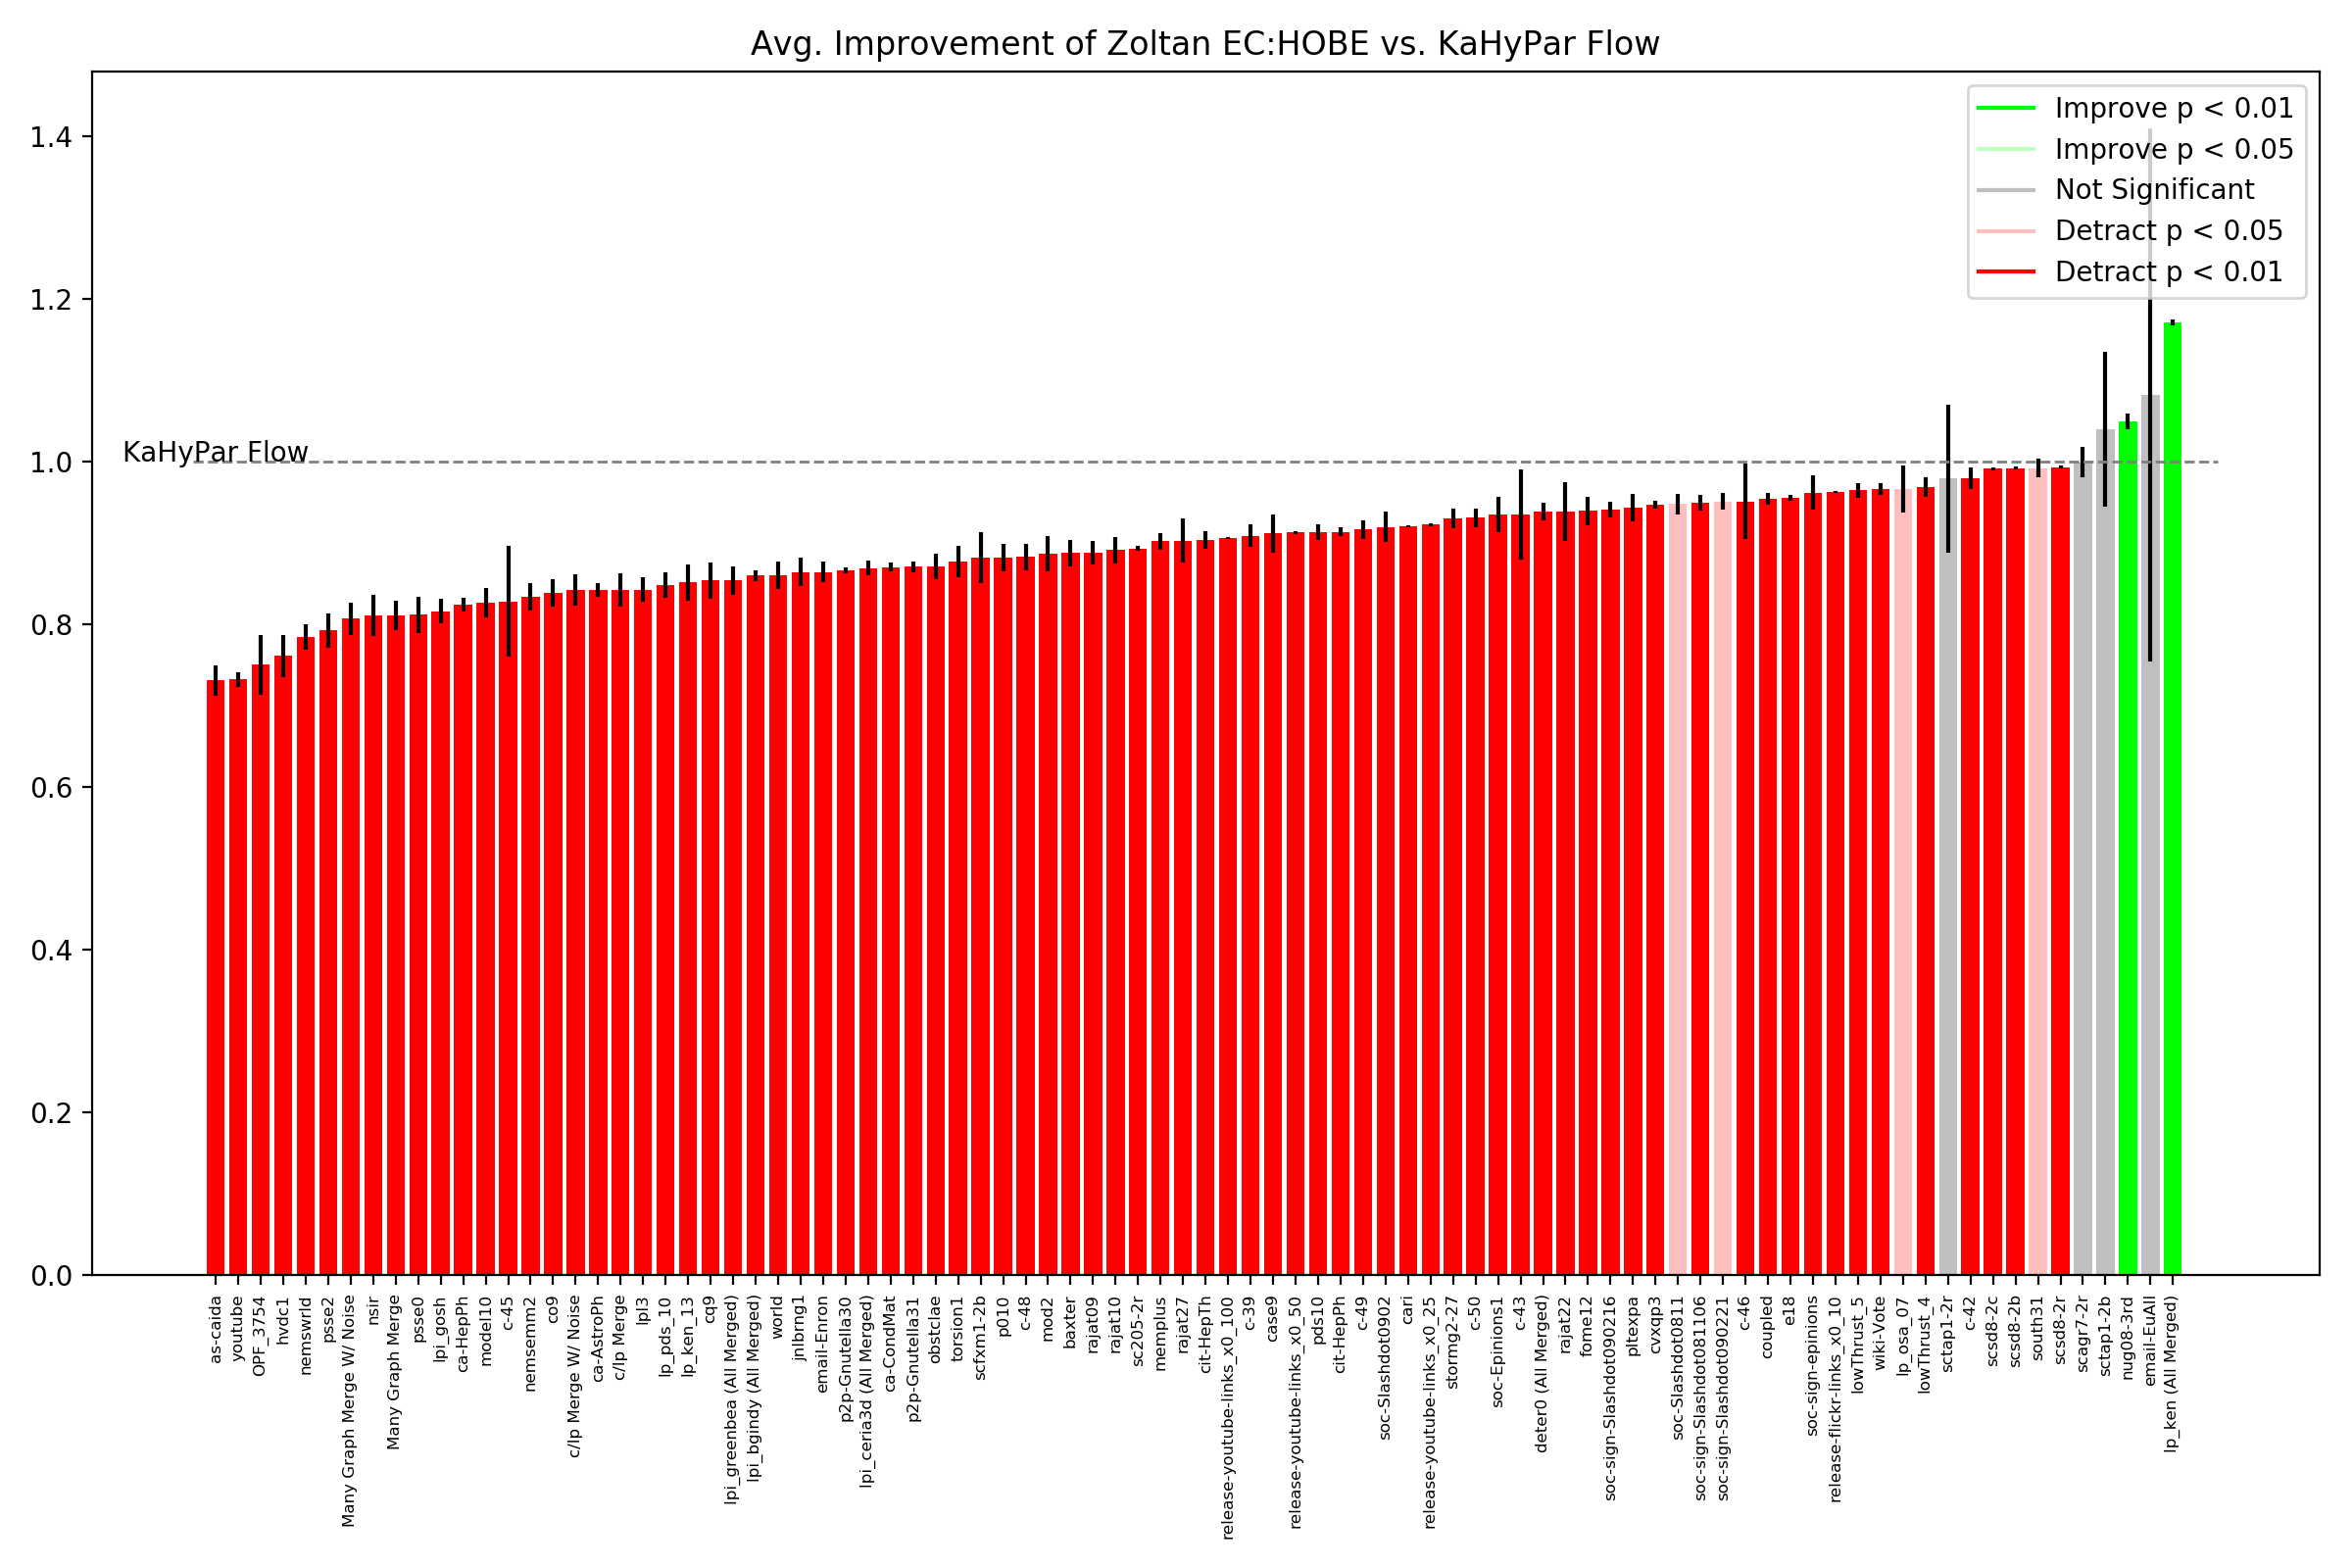 Avg. Improvement of Zoltan EC:HOBE vs. KaHyPar Flow
Improve p < 0.01
Improve p < 0.05
Not Significant
Detract p < 0.05
Detract p < 0.01
1.4
1.2
1.0
0.8
0.6
0.4
0.2
0.0
KaHyPar Flow
as-caida
youtube
OPF_3754
hvdc1
nemswrld
psse2
Many Graph Merge W/ Noise
nsir
Many Graph Merge
psse0
lpi_gosh
ca-HepPh
model10
c-45
nemsemm2
co9
c/lp Merge W/ Noise
ca-AstroPh
c/lp Merge
lpl3
lp_pds_10
lp_ken_13
cq9
lpi_greenbea (All Merged)
lpi_bgindy (All Merged)
world
jnlbrng1
email-Enron
p2p-Gnutella30
lpi_ceria3d (All Merged)
ca-CondMat
p2p-Gnutella31
obstclae
torsion1
scfxm1-2b
p010
c-48
mod2
baxter
rajat09
rajat10
sc205-2r
memplus
rajat27
cit-HepTh
release-youtube-links_x0_100
c-39
case9
release-youtube-links_x0_50
pds10
cit-HepPh
c-49
soc-Slashdot0902
cari
release-youtube-links_x0_25
stormg2-27
c-50
soc-Epinions1
c-43
deter0 (All Merged)
rajat22
fome12
soc-sign-Slashdot090216
pltexpa
cvxqp3
soc-Slashdot0811
soc-sign-Slashdot081106
soc-sign-Slashdot090221
c-46
coupled
e18
soc-sign-epinions
release-flickr-links_x0_10
lowThrust_5
wiki-Vote
lp_osa_07
lowThrust_4
sctap1-2r
c-42
scsd8-2c
scsd8-2b
south31
scsd8-2r
scagr7-2r
sctap1-2b
nug08-3rd
email-EuAll
lp_ken (All Merged)